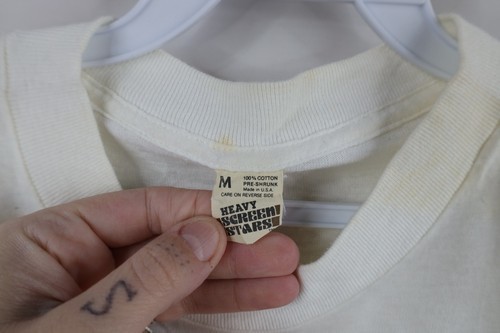 M
100% COTTON
PRE-SHRUNK
Made in U.S.A.
CARE ON REVERSE SIDE.
HEAVY
SCREEN
STARS